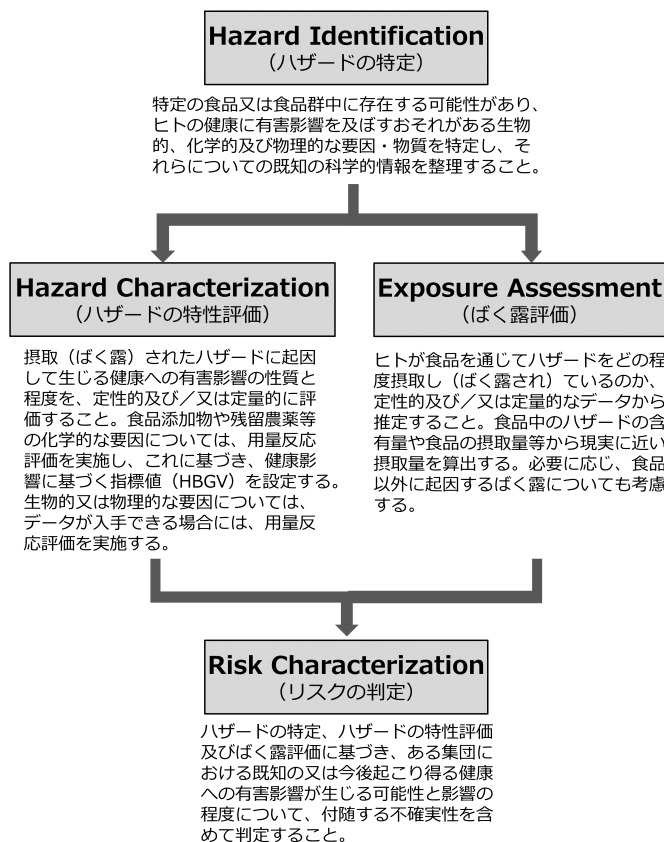 Hazard Identification
（ハザードの特定）
特定の食品又は食品群中に存在する可能性があり、
ヒトの健康に有害影響を及ぼすおそれがある生物
的、化学的及び物理的な要因・物質を特定し、そ
れらについての既知の科学的情報を整理すること。
Hazard Characterization
（ハザードの特性評価）
摂取（ばく露）されたハザードに起因
して生じる健康への有害影響の性質と
程度を、定性的及び／又は定量的に評
価すること。食品添加物や残留農薬等
の化学的な要因については、用量反応
評価を実施し、これに基づき、健康影
響に基づく指標値（HBGV）を設定する。
生物的又は物理的な要因については、
データが入手できる場合には、用量反
応評価を実施する。
Exposure Assessment
（ばく露評価）
ヒトが食品を通じてハザードをどの程
度摂取し（ばく露され）ているのか、
定性的及び／又は定量的なデータから
推定すること。食品中のハザードの含
有量や食品の摂取量等から現実に近い
摂取量を算出する。必要に応じ、食品
以外に起因するばく露についても考慮
する。
Risk Characterization
（リスクの判定）
ハザードの特定、ハザードの特性評価
及びばく露評価に基づき、ある集団に
おける既知の又は今後起こり得る健康
への有害影響が生じる可能性と影響の
程度について、付随する不確実性を含
めて判定すること。